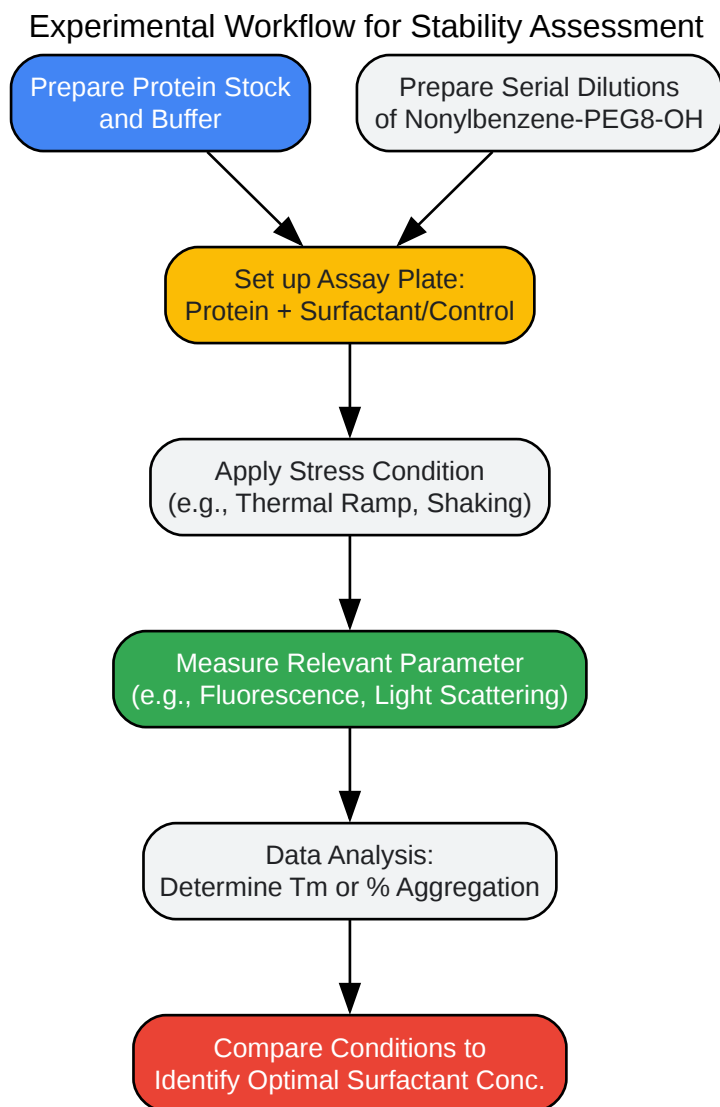 Experimental Workflow for Stability Assessment
Prepare Protein Stock
and Buffer
Prepare Serial Dilutions
of Nonylbenzene-PEG8-OH
Set up Assay Plate:
Protein + Surfactant/Control
Apply Stress Condition
(e.g., Thermal Ramp, Shaking)
Measure Relevant Parameter
(e.g., Fluorescence, Light Scattering)
Data Analysis:
Determine Tm or % Aggregation
Compare Conditions to
Identify Optimal Surfactant Conc.